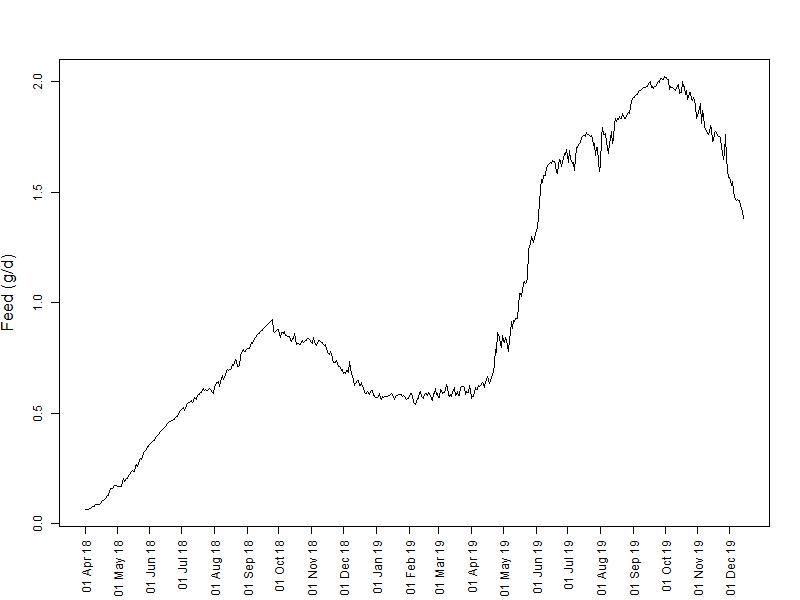 Feed (g/d)
2.0
1.5
1.0
0.5
0.0
01 Apr 18
01 May 18
01 Jun 18
01 Jul 18
01 Aug 18
01 Sep 18
01 Oct 18
01 Nov 18
01 Dec 18
01 Jan 19
01 Feb 19
01 Mar 19
01 Apr 19
01 May 19
01 Jun 19
01 Jul 19
01 Aug 19
01 Sep 19
01 Oct 19
01 Nov 19
01 Dec 19